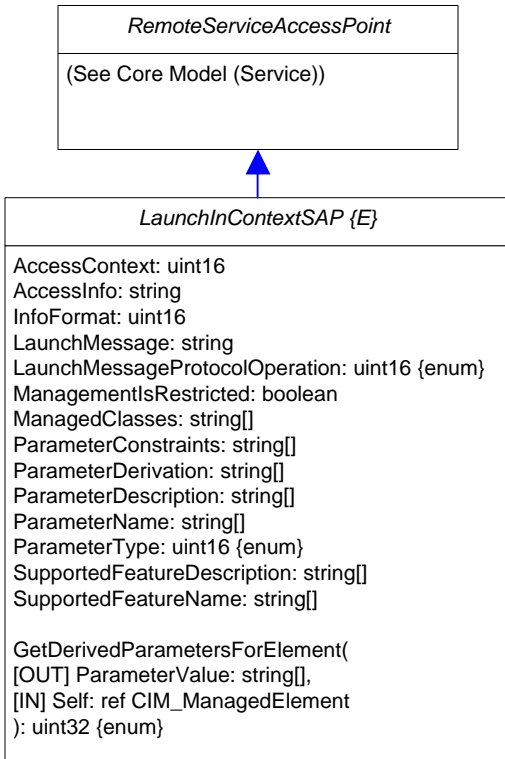 RemoteServiceAccessPoint
(See Core Model (Service))
LaunchInContextSAP {E}
AccessContext: uint16
AccessInfo: string
InfoFormat: uint16
LaunchMessage: string
LaunchMessageProtocolOperation: uint16 {enum}
ManagementIsRestricted: boolean
ManagedClasses: string[]
ParameterConstraints: string[]
ParameterDerivation: string[]
ParameterDescription: string[]
ParameterName: string[]
ParameterType: uint16 {enum}
SupportedFeatureDescription: string[]
SupportedFeatureName: string[]
GetDerivedParametersForElement(
[OUT] ParameterValue: string[],
[IN] Self: ref CIM_ManagedElement
): uint32 {enum}